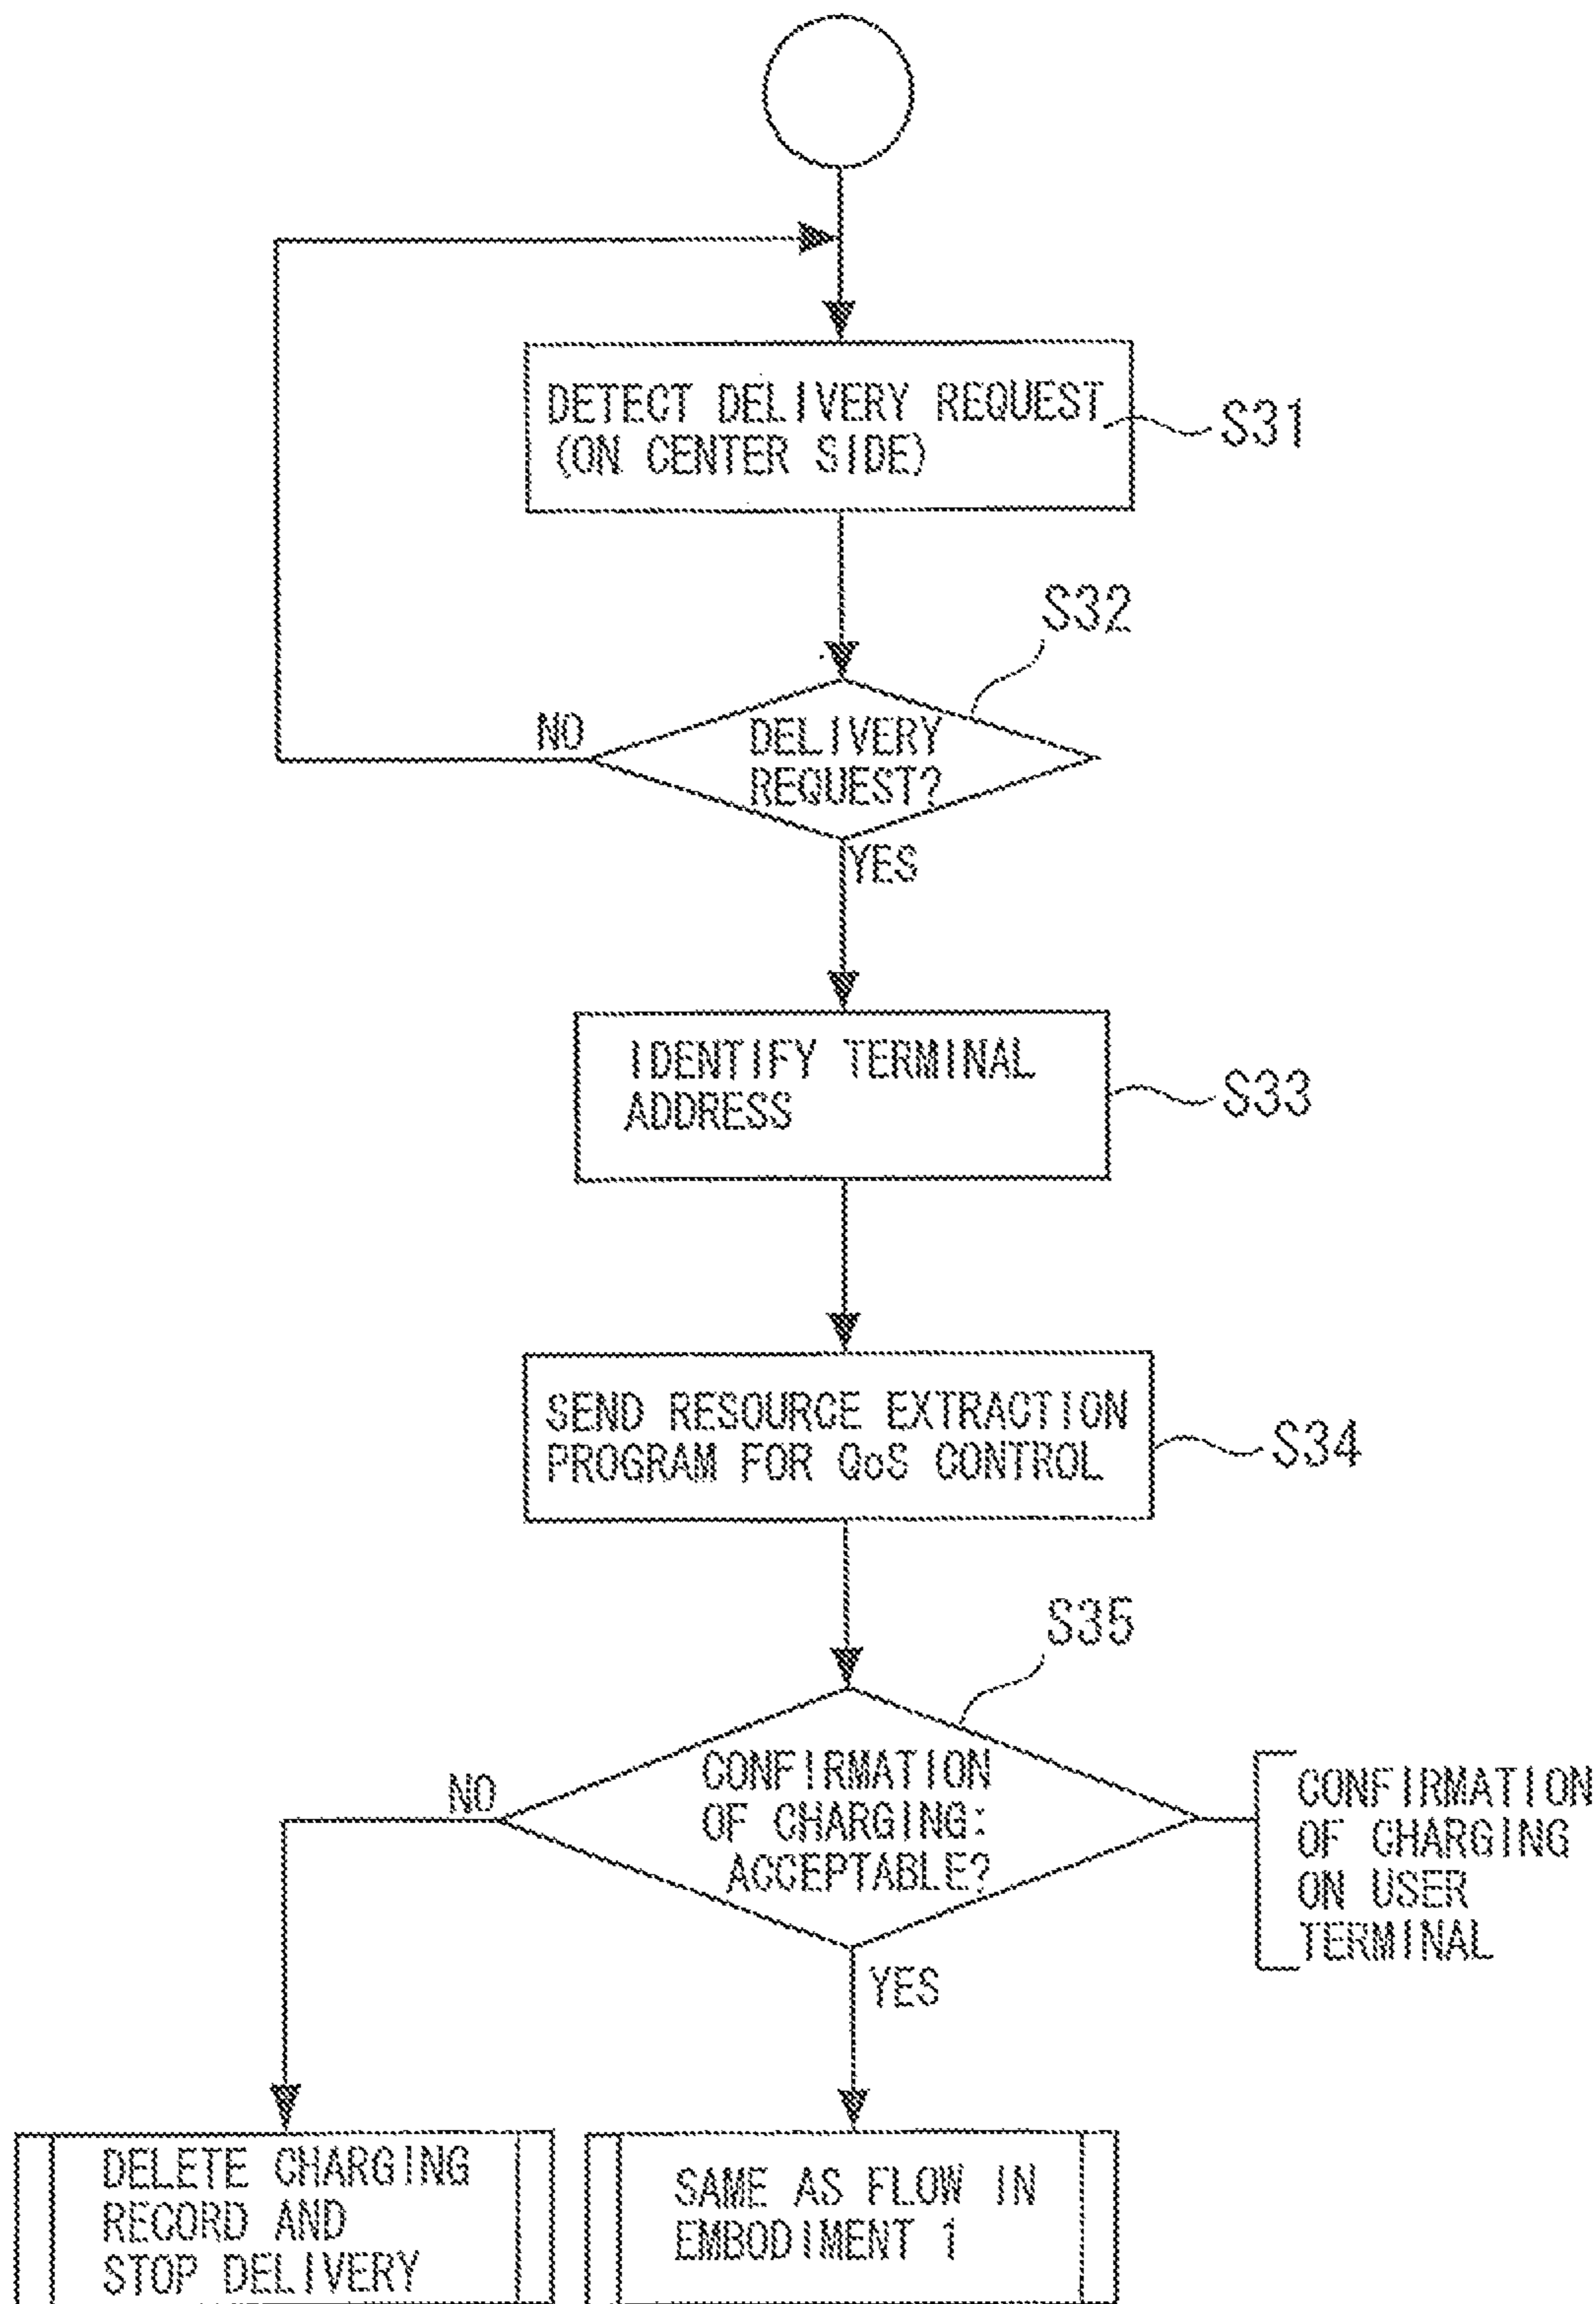 DETECT DELIVERY REQUEST
(ON CENTER SIDE)
S31
S32
NO
DELIVERY
REQUEST?
YES
IDENTIFY TERMINAL
ADDRESS
S33
SEND RESOURCE EXTRACTION
PROGRAM FOR QoS CONTROL
S34
S35
NO
CONFIRMATION
OF CHARGING:
ACCEPTABLE?
CONFIRMATION
OF CHARGING
ON USER
TERMINAL
YES
DELETE CHARGING
RECORD AND
STOP DELIVERY
SAME AS FLOW IN
EMBODIMENT 1